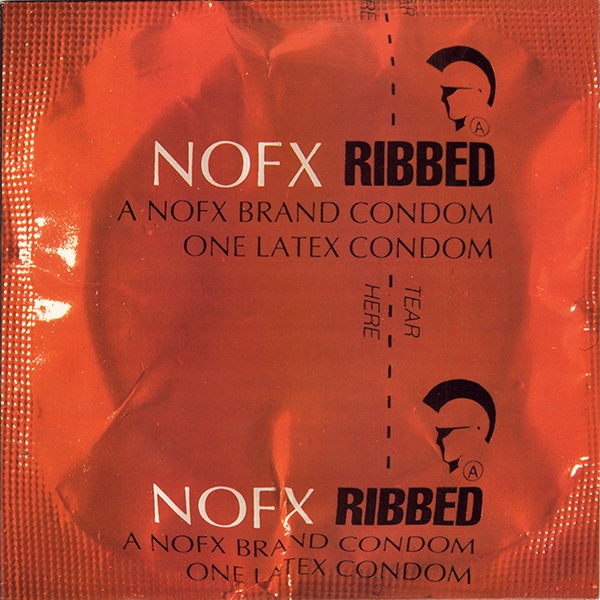 TEAR
RE
Ⓐ
NOFX RIBBED
A NOFX BRAND CONDOM
ONE LATEX CONDOM
TEAR
HERE
Ⓐ
NOFX RIBBED
A NOFX BRAND CONDOM
ONE LATEX CONDOM